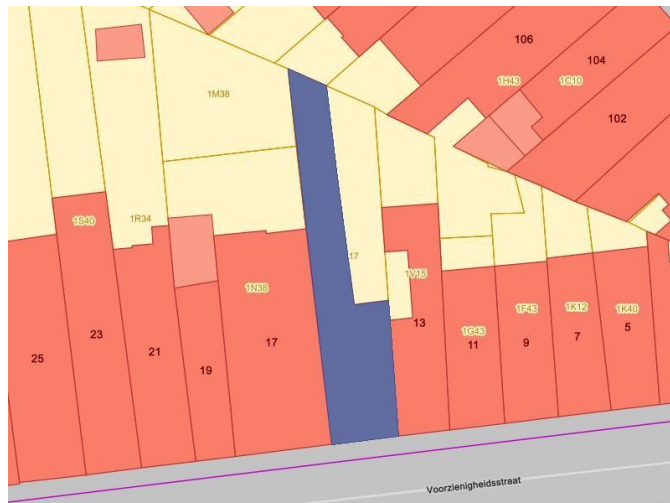 106
104
1H43
1C10
1M38
102
1S40
1R34
17
1V15
1N38
13
1G43
1F43
1K12
1K40
25
23
21
19
17
11
9
7
5
Voorzienigheidsstraat